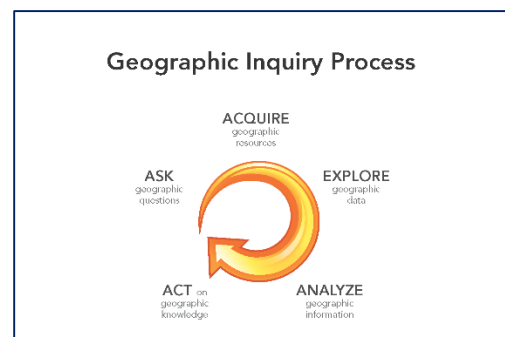 Geographic Inquiry Process
ACQUIRE
geographic
resources
ASK
geographic
questions
EXPLORE
geographic
data
ACT on
geographic
knowledge
ANALYZE
geographic
information